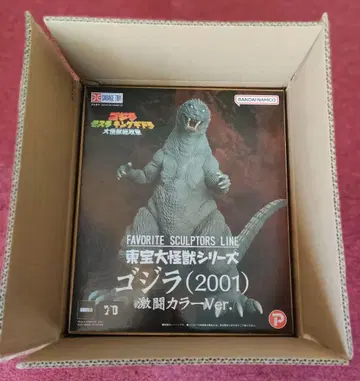 GARAGE TOY
BANDAI NAMCO
ゴジラ
モスラ キングギドラ
大怪獣総攻撃
FAVORITE SCULPTORS LINE
東宝大怪獣シリーズ
ゴジラ(2001)
激闘カラーVer.